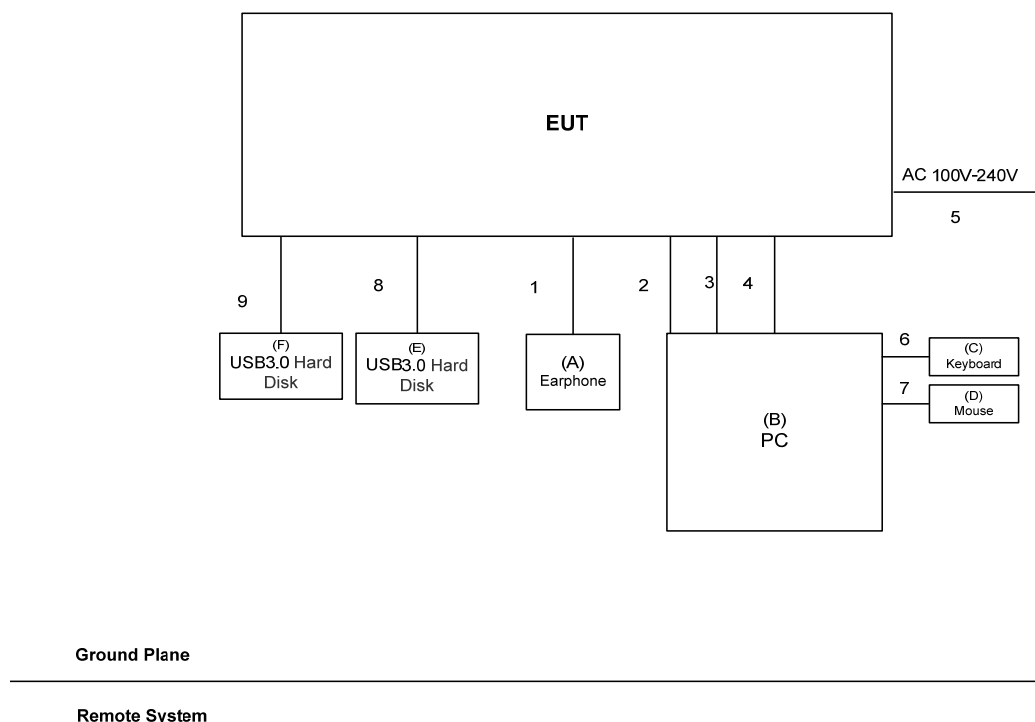 EUT
AC 100V-240V
5
9
8
1
2
3
4
(F)
USB3.0 Hard
Disk
(E)
USB3.0 Hard
Disk
(A)
Earphone
6
(C)
Keyboard
7
(D)
Mouse
(B)
PC
Ground Plane
Remote System